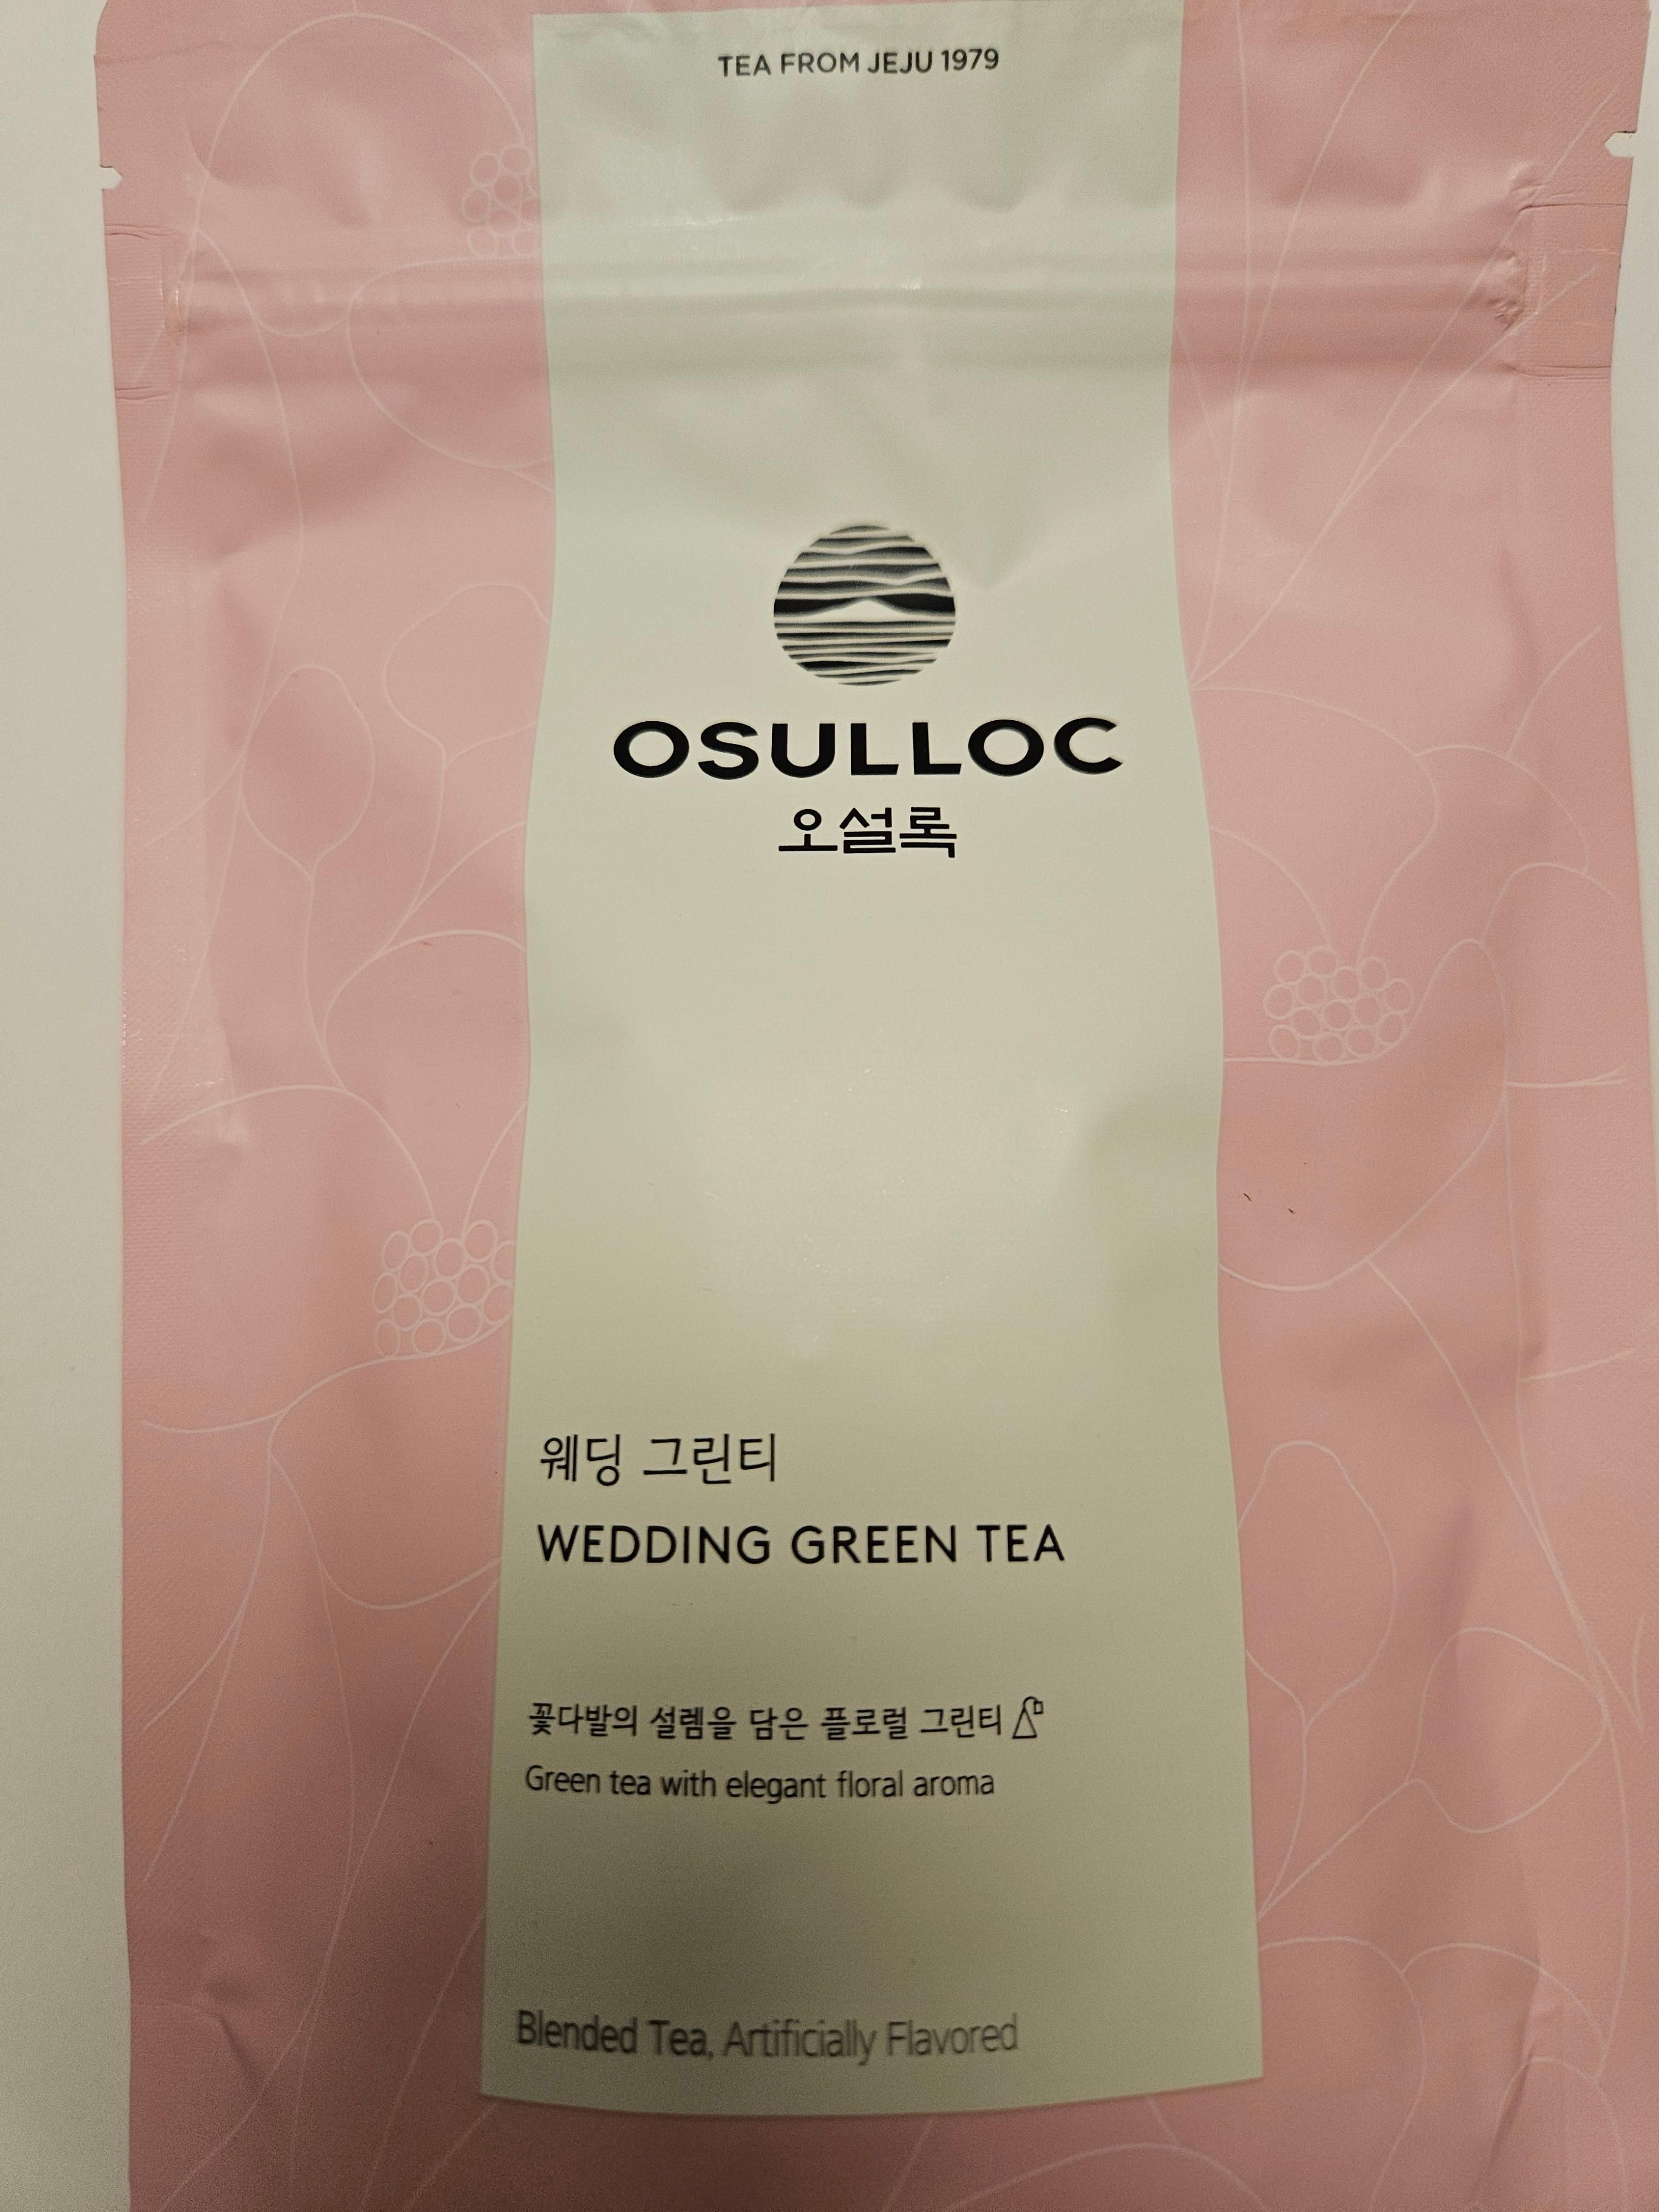 TEA FROM JEJU 1979
OSULLOC
오설록
웨딩 그린티
WEDDING GREEN TEA
꽃다발의 설렘을 담은 플로럴 그린티
Green tea with elegant floral aroma
Blended Tea, Artificially Flavored